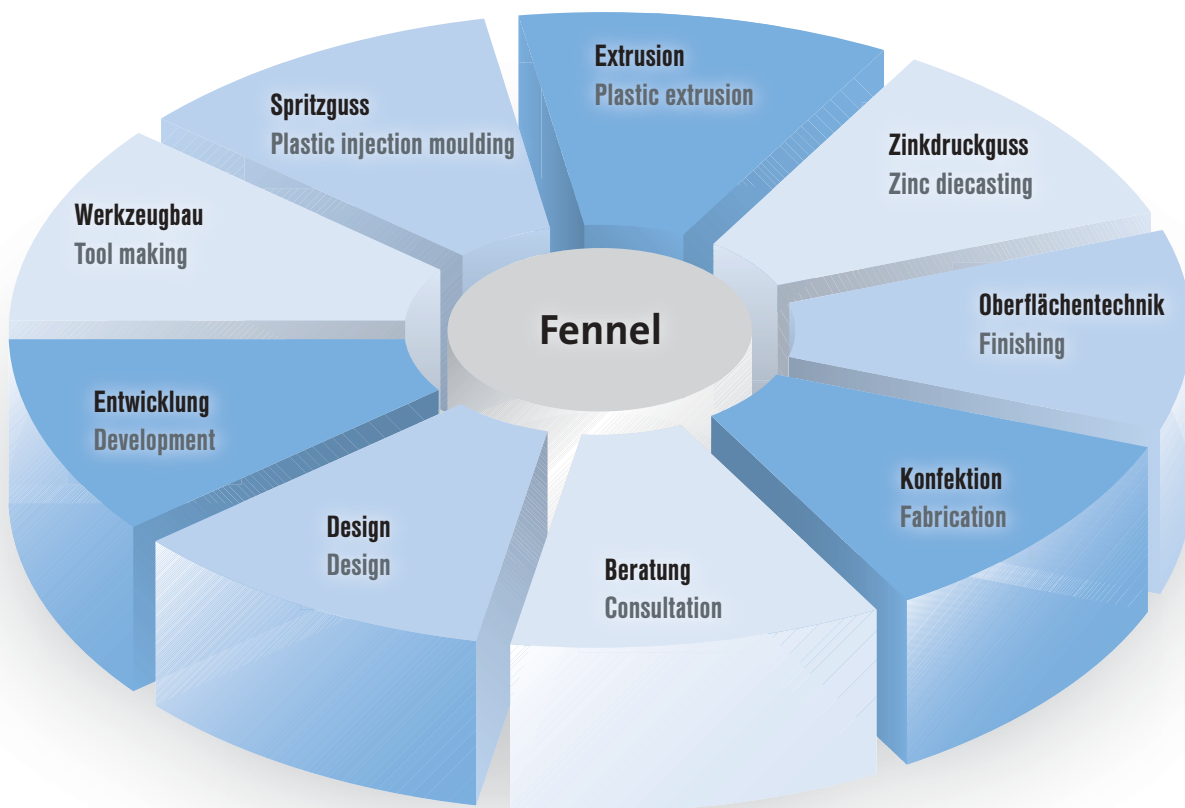 Extrusion
Plastic extrusion
Spritzguss
Plastic injection moulding
Zinkdruckguss
Zinc diecasting
Werkzeugbau
Tool making
Oberflächentechnik
Finishing
Fennel
Entwicklung
Development
Konfektion
Fabrication
Design
Design
Beratung
Consultation